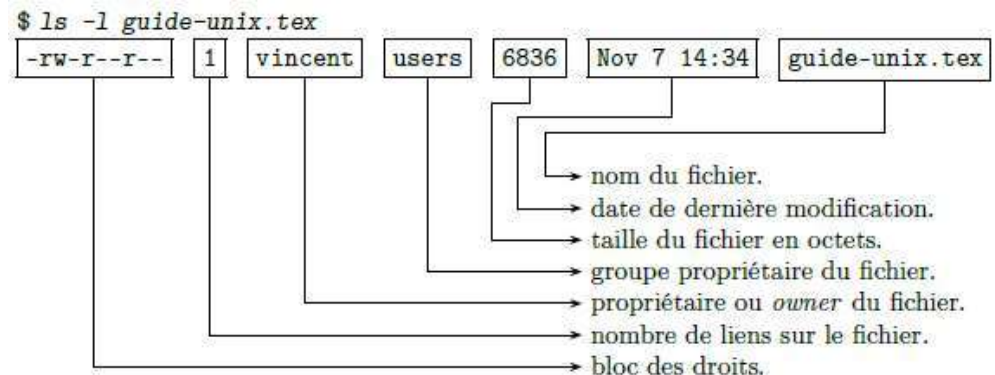 $ ls -l guide-unix.tex
-rw-r--r-- 1 vincent users 6836 Nov 7 14:34 guide-unix.tex
nom du fichier.
date de dernière modification.
taille du fichier en octets.
groupe propriétaire du fichier.
propriétaire ou owner du fichier.
nombre de liens sur le fichier.
bloc des droits.